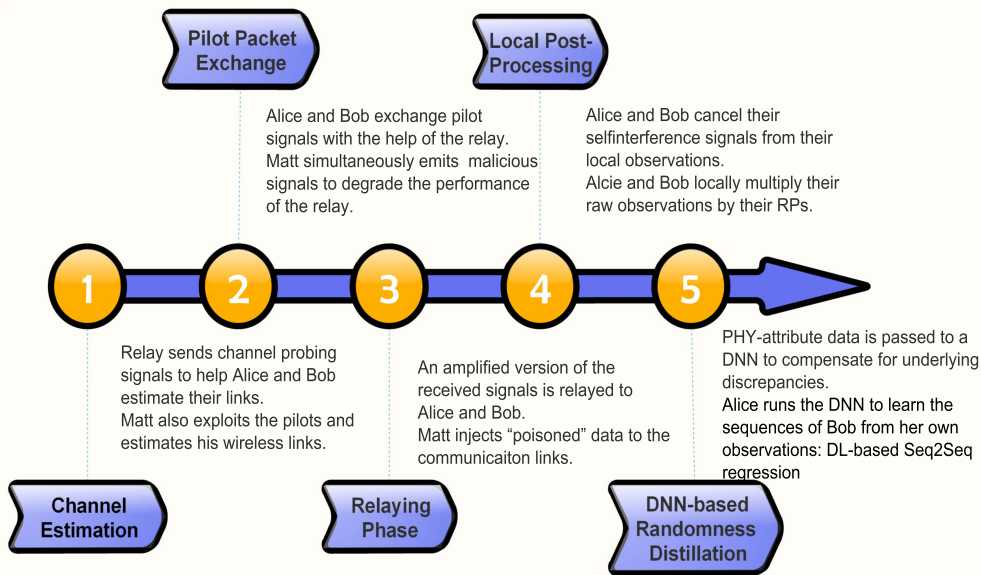 Pilot Packet
Exchange
Local Post-
Processing
Alice and Bob exchange pilot
signals with the help of the relay.
Matt simultaneously emits  malicious
signals to degrade the performance
of the relay.
Alice and Bob cancel their
selfinterference signals from their
local observations.
Alcie and Bob locally multiply their
raw observations by their RPs.
1
2
3
4
5
Relay sends channel probing
signals to help Alice and Bob
estimate their links.
Matt also exploits the pilots and
estimates his wireless links.
An amplified version of the
received signals is relayed to
Alice and Bob.
Matt injects “poisoned” data to the
communicaiton links.
PHY-attribute data is passed to a
DNN to compensate for underlying
discrepancies.
Alice runs the DNN to learn the
sequences of Bob from her own
observations: DL-based Seq2Seq
regression
Channel
Estimation
Relaying
Phase
DNN-based
Randomness
Distillation